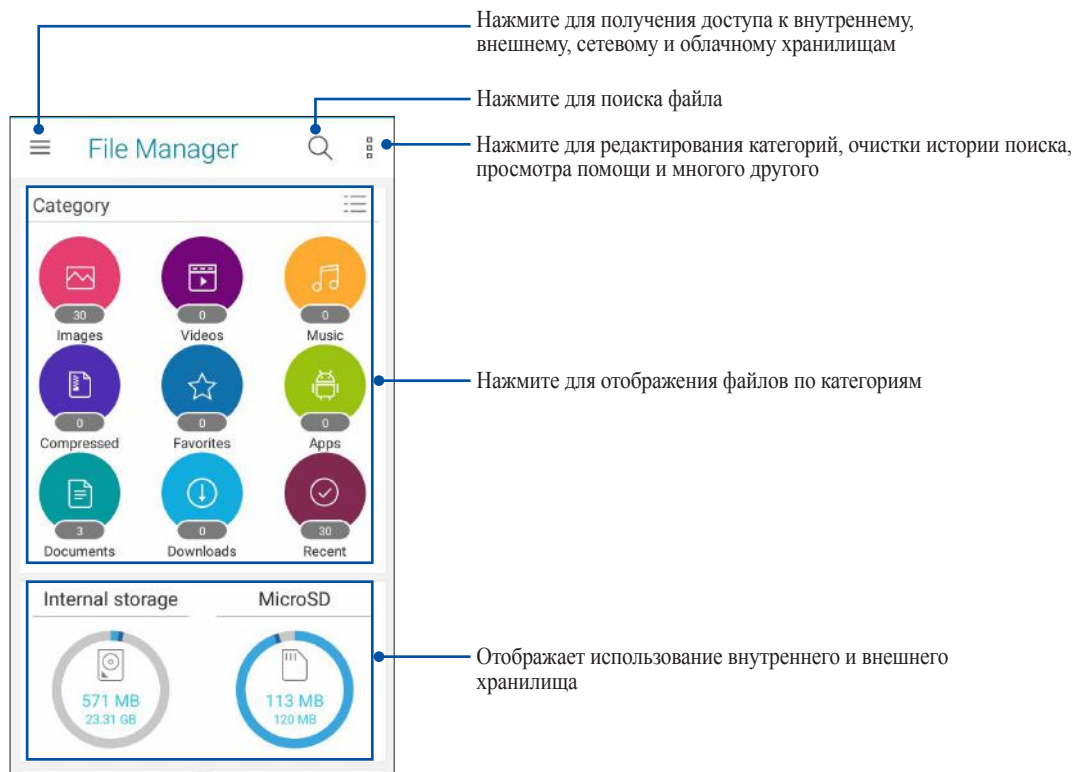 Нажмите для получения доступа к внутреннему,
внешнему, сетевому и облачному хранилищам
Нажмите для поиска файла
File Manager
Нажмите для редактирования категорий, очистки истории поиска,
просмотра помощи и многого другого
Category
30
0
0
Images
Videos
Music
Нажмите для отображения файлов по категориям
0
0
0
Compressed
Favorites
Apps
3
0
30
Documents
Downloads
Recent
Internal storage
MicroSD
Отображает использование внутреннего и внешнего
хранилища
571 MB
23.31 GB
113 MB
120 MB